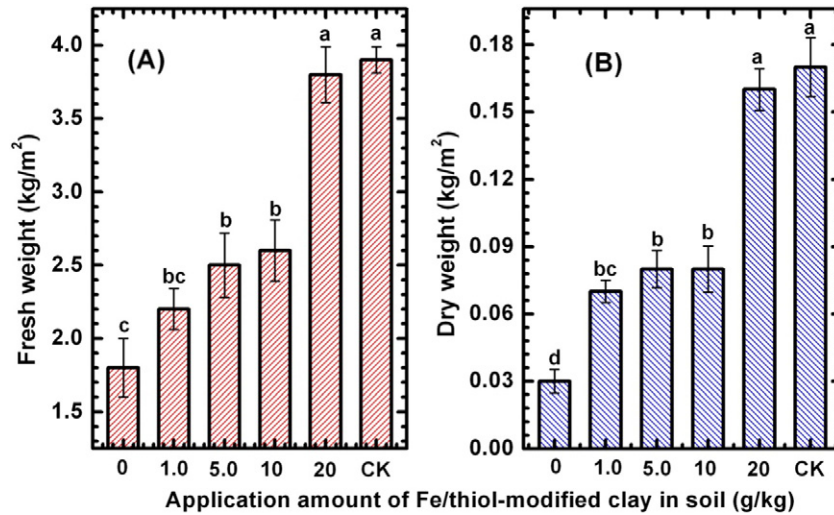 (A)
Fresh weight (kg/m²)
4.0
3.5
3.0
2.5
2.0
1.5
c
bc
b
b
a
a
0 1.0 5.0 10 20 CK
(B)
Dry weight (kg/m²)
0.18
0.15
0.12
0.09
0.06
0.03
0.00
d
bc
b
b
a
a
0 1.0 5.0 10 20 CK
Application amount of Fe/thiol-modified clay in soil (g/kg)